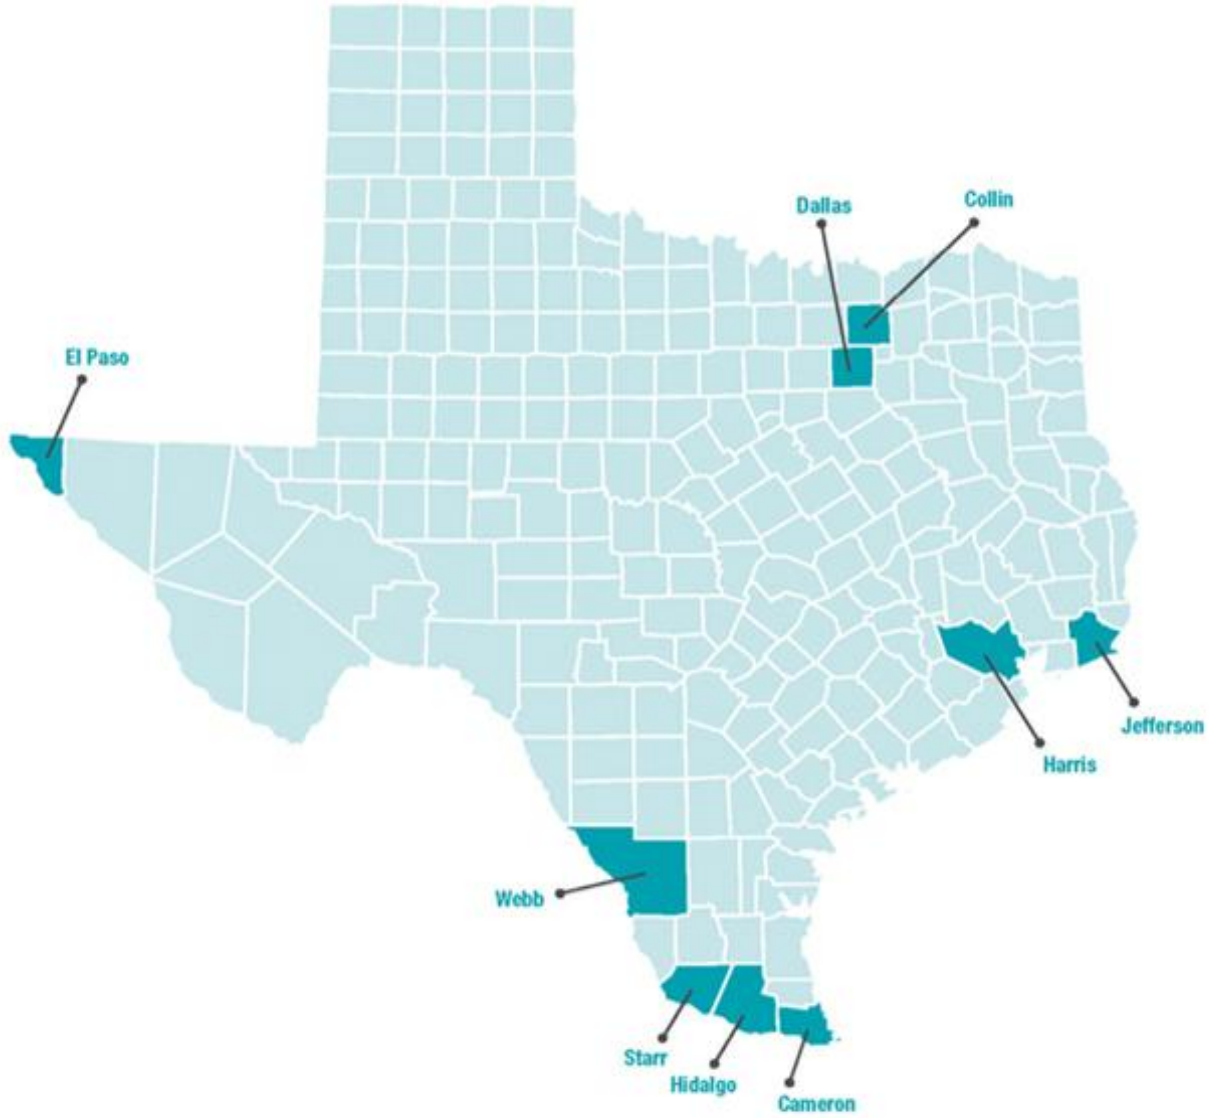 Collin
Dallas
El Paso
Jefferson
Harris
Webb
Starr
Hidalgo
Cameron